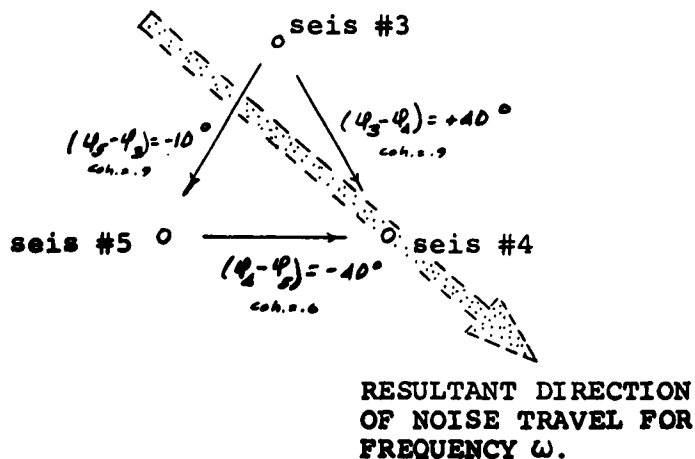 seis #3
(φ₅-φ₃)=-10°
coh.=.9
(φ₃-φ₄)=+40°
coh.=.9
seis #5
seis #4
(φ₄-φ₅)=-40°
coh.=.6
RESULTANT DIRECTION
OF NOISE TRAVEL FOR
FREQUENCY ω.